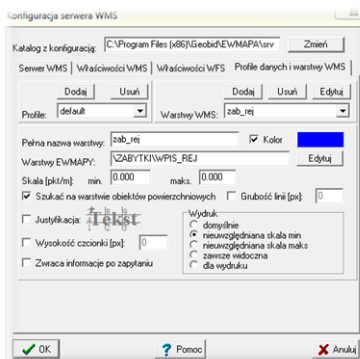 Konfiguracja serwera WMS
Katalog z konfiguracją: C:\Program Files (x86)\Geobid\EWMAPA\srv Zmień
Serwer WMS Właściwości WMS Właściwości WFS Profile danych i warstwy WMS
Dodaj Usuń Dodaj Usuń Edytuj
Profile: default Warstwy WMS: zab_rej
Pełna nazwa warstwy: zab_rej Kolor
Warstwy EWMAPY: \ZABYTKI\WPIS_REJ Edytuj
Skala [pkt/m]: min. 0.000 maks. 0.000
Szukać na warstwie obiektów powierzchniowych Grubość linii [px]: 0
Justyfikacja: Tekst
Wysokość czcionki [px]: 0
Zwraca informacje po zapytaniu
Wydruk
domyślnie
nieuwzględniana skala min
nieuwzględniana skala maks
zawsze widoczna
dla wydruku
OK Pomoc Anuluj